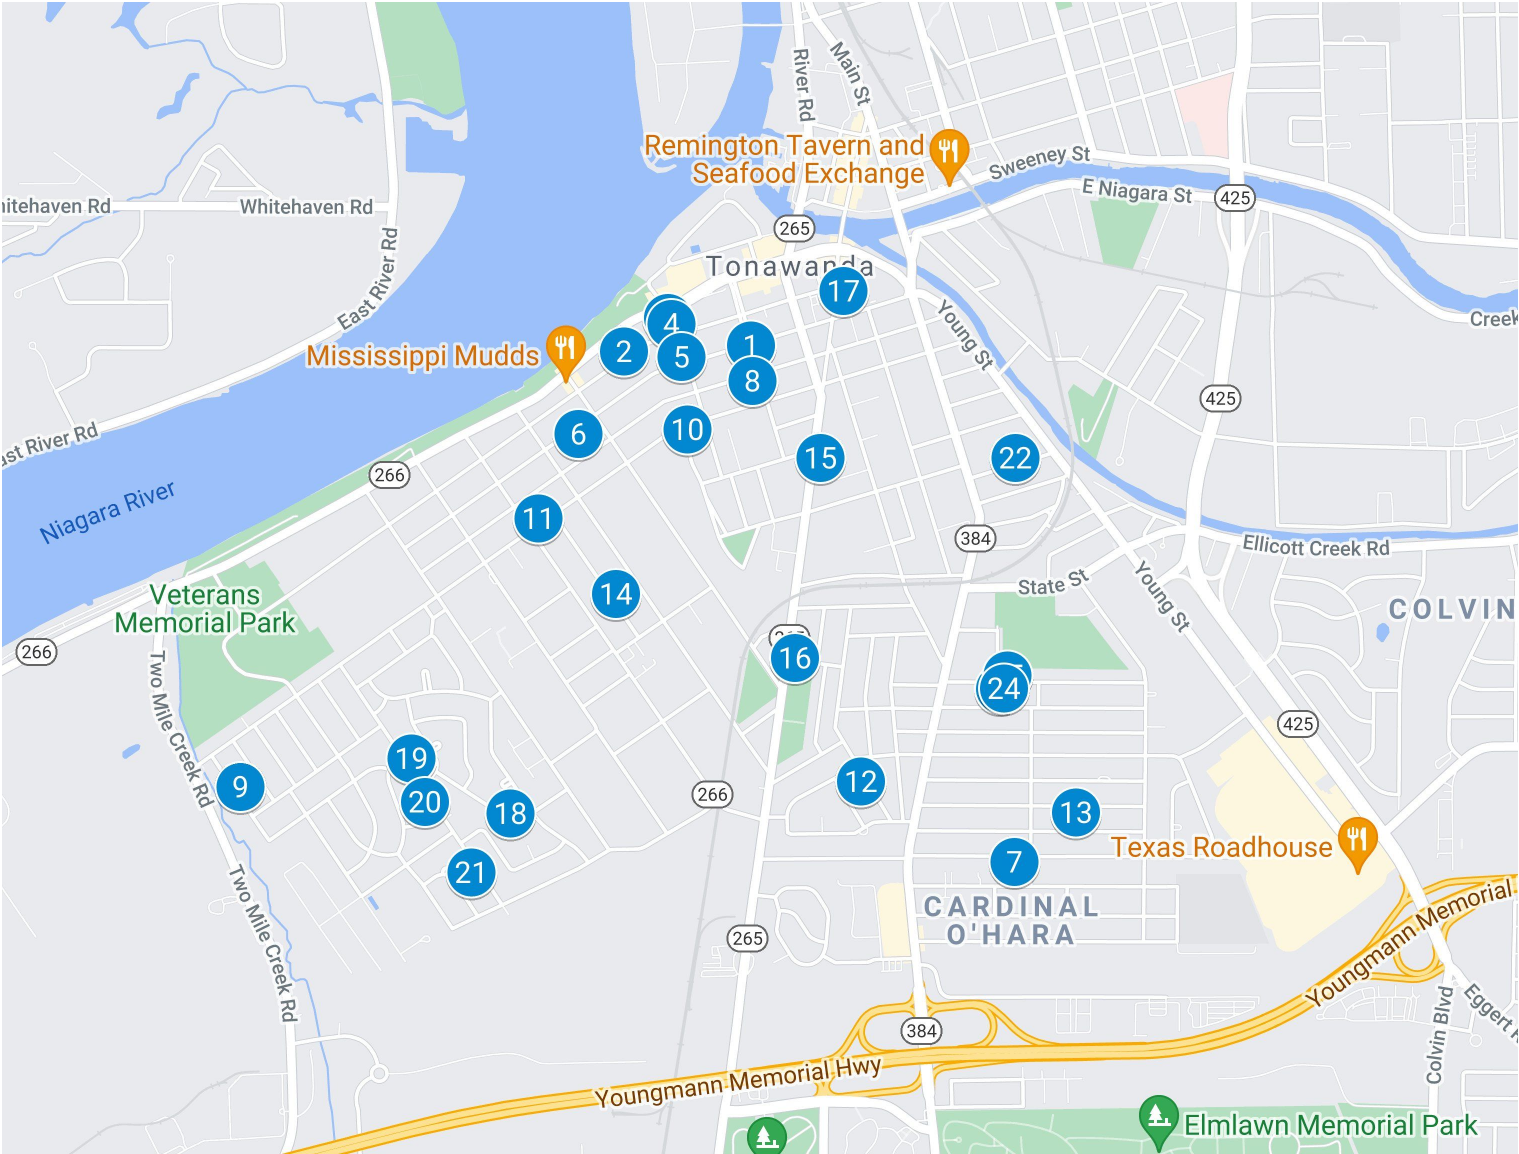 River Rd
Main St
Remington Tavern and
Seafood Exchange
Sweeney St
E Niagara St
425
itehaven Rd
Whitehaven Rd
265
East River Rd
Tonawanda
17
Young St
Creek
4
2
5
1
8
Mississippi Mudds
425
6
10
East River Rd
15
22
266
Niagara River
11
384
Ellicott Creek Rd
State St
Young St
14
Veterans
Memorial Park
COLVIN
266
16
24
Two Mile Creek Rd
425
19
9
20
18
12
266
13
Texas Roadhouse
7
21
CARDINAL
O'HARA
Two Mile Creek Rd
265
Youngmann Memorial
Eggert
384
Colvin Blvd
Youngmann Memorial Hwy
Elmlawn Memorial Park